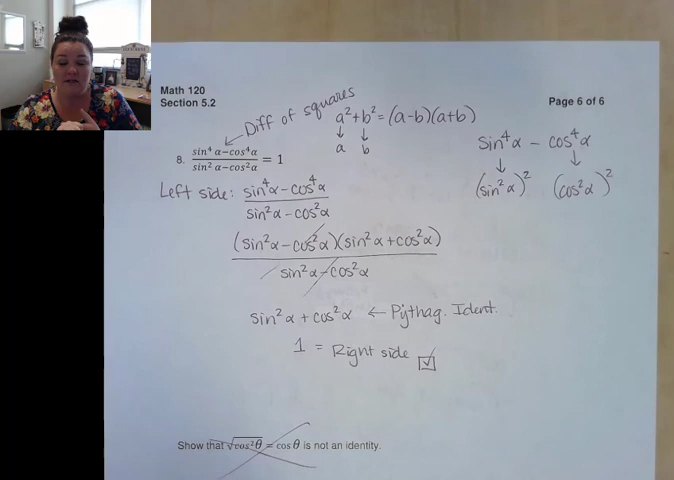 Math 120
Section 5.2
Page 6 of 6
Diff of squares
a²+b²=(a-b)(a+b)
↓ ↓
a b
sin⁴α - cos⁴α
↓ ↓
(sin²α)² (cos²α)²
8. (sin⁴ α−cos⁴α)/(sin² α−cos²α) = 1
Left side: (sin⁴α - cos⁴α)/(sin²α - cos²α)
(sin²α - cos²α)(sin²α + cos²α)
sin²α - cos²α
sin²α + cos²α ← Pythag. Ident.
1 = Right side ☑
Show that √cos²θ = cos θ is not an identity.